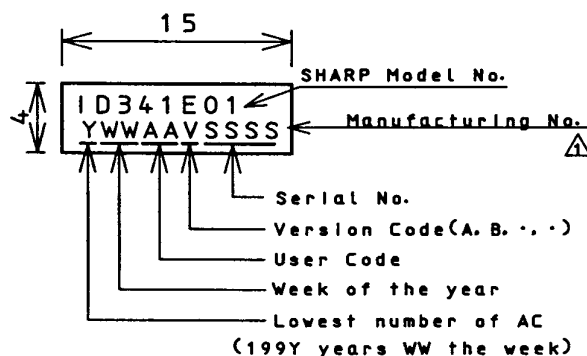 15
SHARP Model No.
ID341E01
4
YWWAAVSSSS
Manufacturing No.
1
Serial No.
Version Code(A. B. ·, ·)
User Code
Week of the year
Lowest number of AC
(199Y years WW the week)